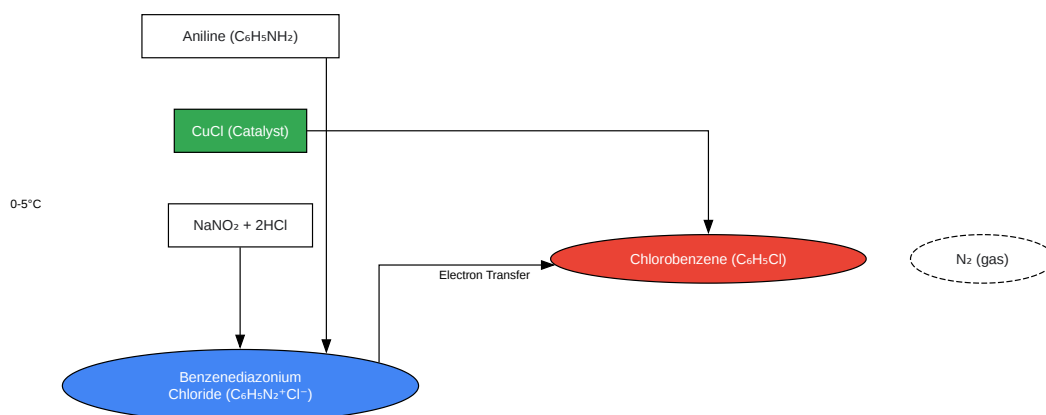 Aniline (C₆H₅NH₂)
CuCl (Catalyst)
0-5°C
NaNO₂ + 2HCl
Chlorobenzene (C₆H₅Cl)
N₂ (gas)
Electron Transfer
Benzenediazonium
Chloride (C₆H₅N₂⁺Cl⁻)